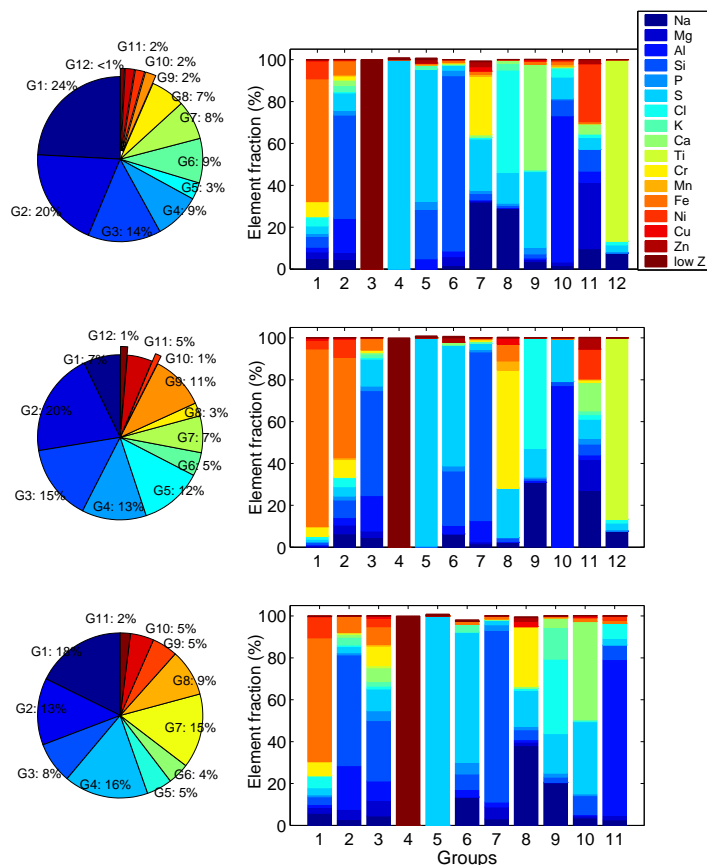 G11: 2%
G12: <1%
G10: 2%
G9: 2%
G1: 24%
G8: 7%
G7: 8%
G6: 9%
G5: 3%
G4: 9%
G3: 14%
G2: 20%
Element fraction (%)
100
80
60
40
20
0
1 2 3 4 5 6 7 8 9 10 11 12
Na
Mg
Al
Si
P
S
Cl
K
Ca
Ti
Cr
Mn
Fe
Ni
Cu
Zn
low Z
G12: 1%
G11: 5%
G1: 7%
G10: 1%
G9: 11%
G2: 20%
G8: 3%
G7: 7%
G6: 5%
G3: 15%
G5: 12%
G4: 13%
Element fraction (%)
100
80
60
40
20
0
1 2 3 4 5 6 7 8 9 10 11 12
G11: 2%
G10: 5%
G9: 5%
G1: 18%
G8: 9%
G2: 13%
G7: 15%
G3: 8%
G6: 4%
G4: 16%
G5: 5%
Element fraction (%)
100
80
60
40
20
0
1 2 3 4 5 6 7 8 9 10 11
Groups